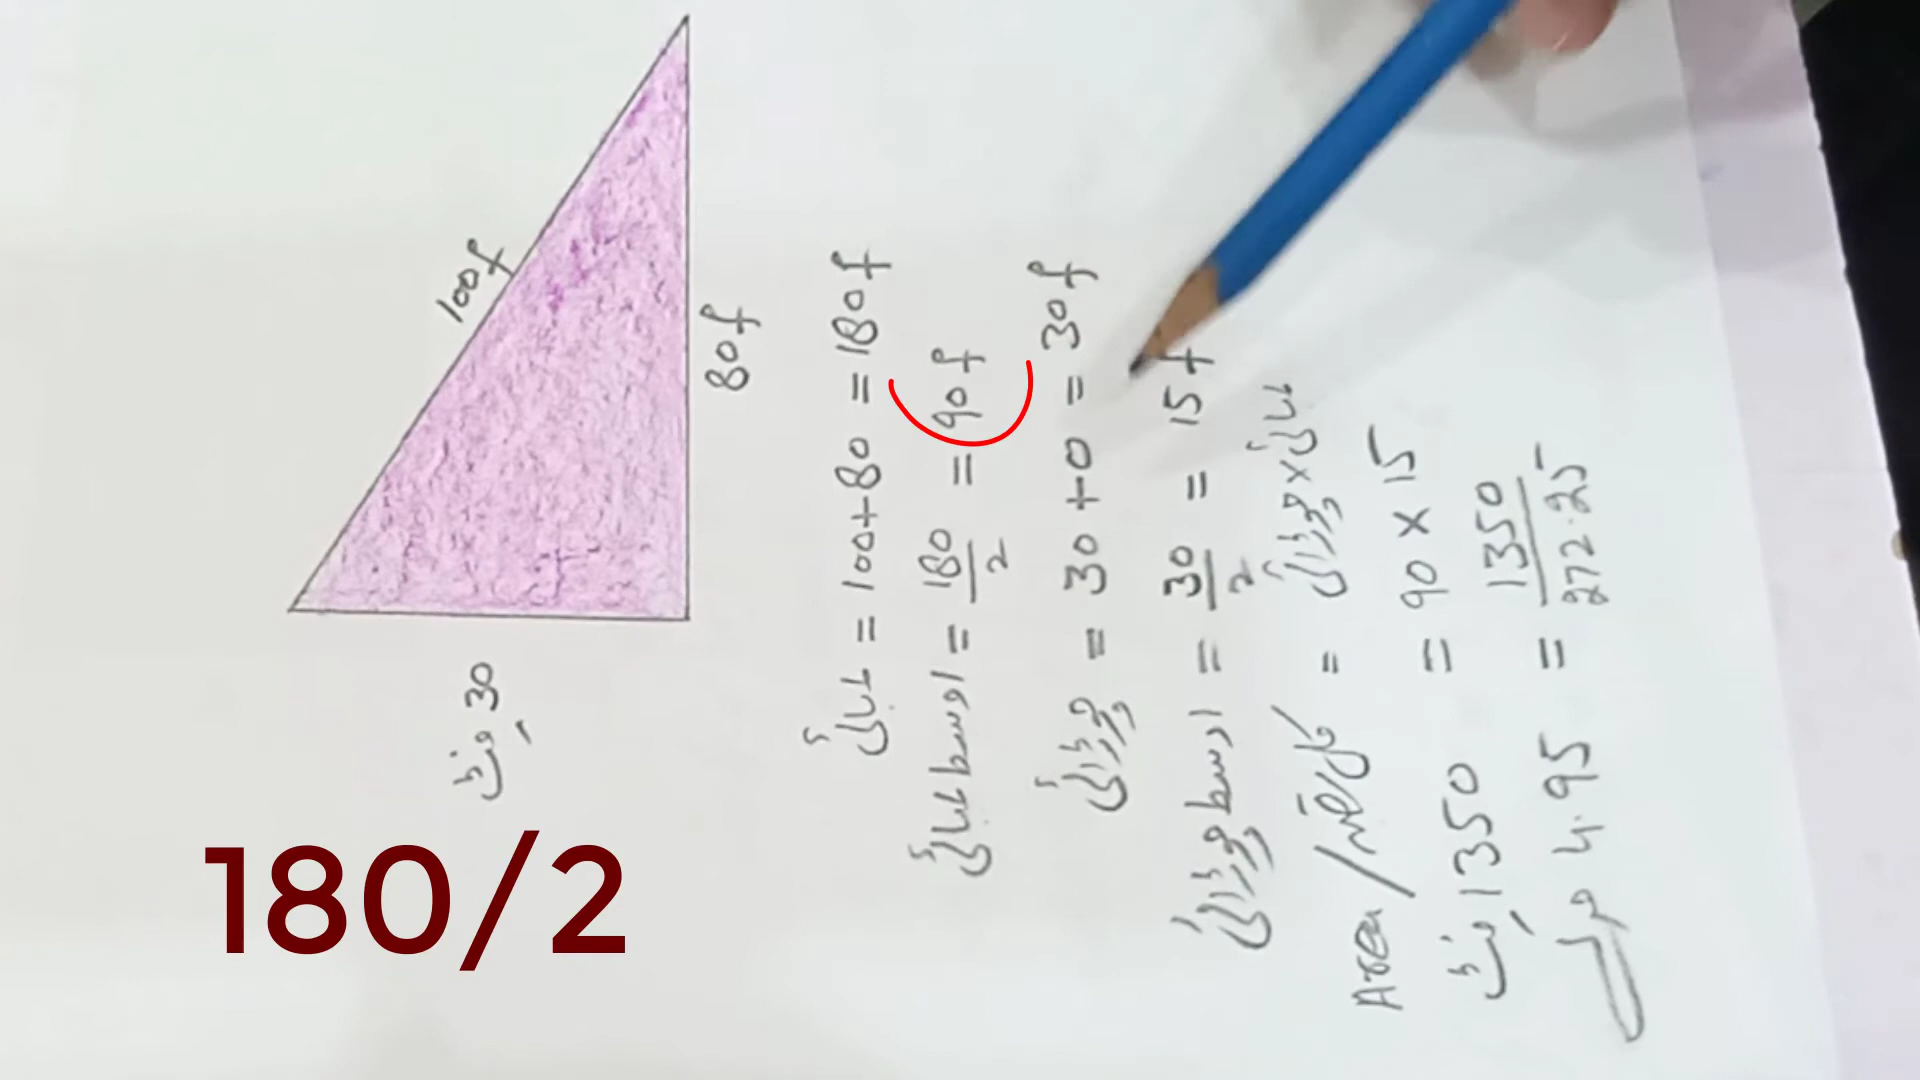 100f
80f
30 فٹ
لمبائی = 100+80 = 180f
اوسط لمبائی = 180/2 = 90f
چوڑائی = 30+0 = 30f
اوسط چوڑائی = 30/2 = 15f
Area / کل رقبہ = چوڑائی × لمبائی
= 90 × 15
1350 فٹ = 1350/272.25
= 4.95 مرلہ
180/2